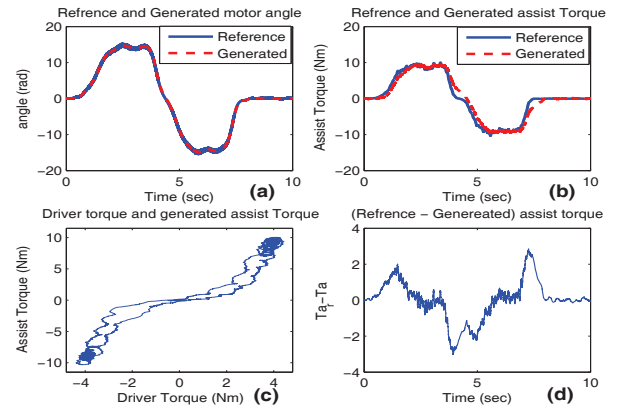 Refrence and Generated motor angle
20
10
0
−10
−20
angle (rad)
Reference
Generated
0
5
10
Time (sec)
(a)
Refrence and Generated assist Torque
20
10
0
−10
−20
Assist Torque (Nm)
Reference
Generated
0
5
10
Time (sec)
(b)
Driver torque and generated assist Torque
10
5
0
−5
−10
Assist Torque (Nm)
−4
−2
0
2
4
Driver Torque (Nm)
(c)
(Refrence − Genereated) assist torque
4
2
0
−2
−4
Ta_r−Ta
0
5
10
Time (sec)
(d)